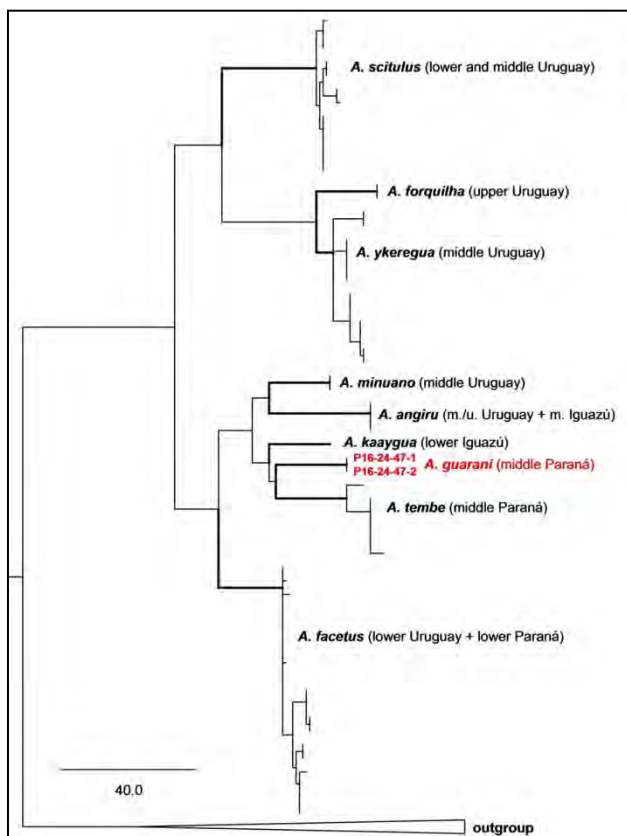 A. scitulus (lower and middle Uruguay)
A. forquilha (upper Uruguay)
A. ykeregua (middle Uruguay)
A. minuano (middle Uruguay)
A. angiru (m./u. Uruguay + m. Iguazú)
A. kaaygua (lower Iguazú)
P16-24-47-1
P16-24-47-2
A. guarani (middle Paraná)
A. tembe (middle Paraná)
A. facetus (lower Uruguay + lower Paraná)
40.0
outgroup